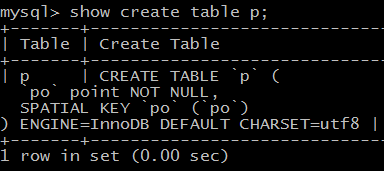 mysql> show create table p;
+-------+----------------------------------------
| Table | Create Table
+-------+----------------------------------------
| p     | CREATE TABLE `p` (
  `po` point NOT NULL,
  SPATIAL KEY `po` (`po`)
) ENGINE=InnoDB DEFAULT CHARSET=utf8 |
+-------+----------------------------------------
1 row in set (0.00 sec)